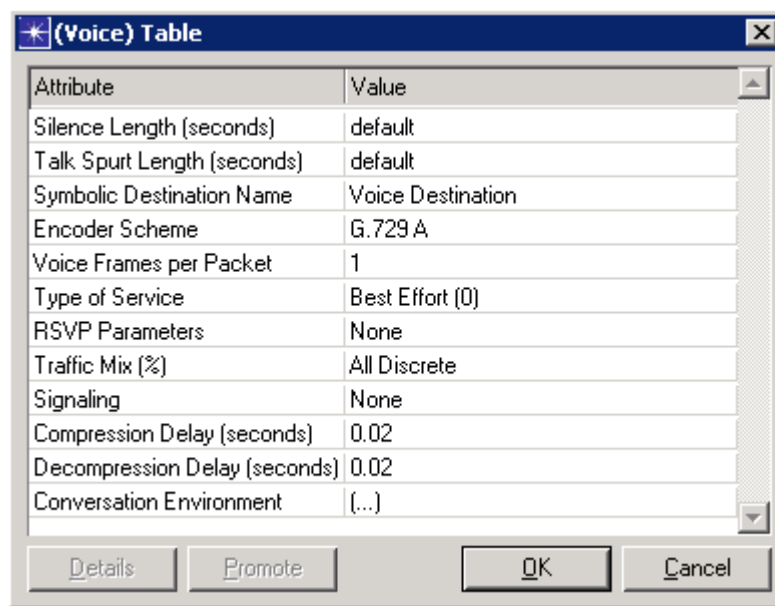 (Voice) Table
Attribute Value
Silence Length (seconds) default
Talk Spurt Length (seconds) default
Symbolic Destination Name Voice Destination
Encoder Scheme G.729 A
Voice Frames per Packet 1
Type of Service Best Effort (0)
RSVP Parameters None
Traffic Mix (%) All Discrete
Signaling None
Compression Delay (seconds) 0.02
Decompression Delay (seconds) 0.02
Conversation Environment (...)
Details Promote OK Cancel